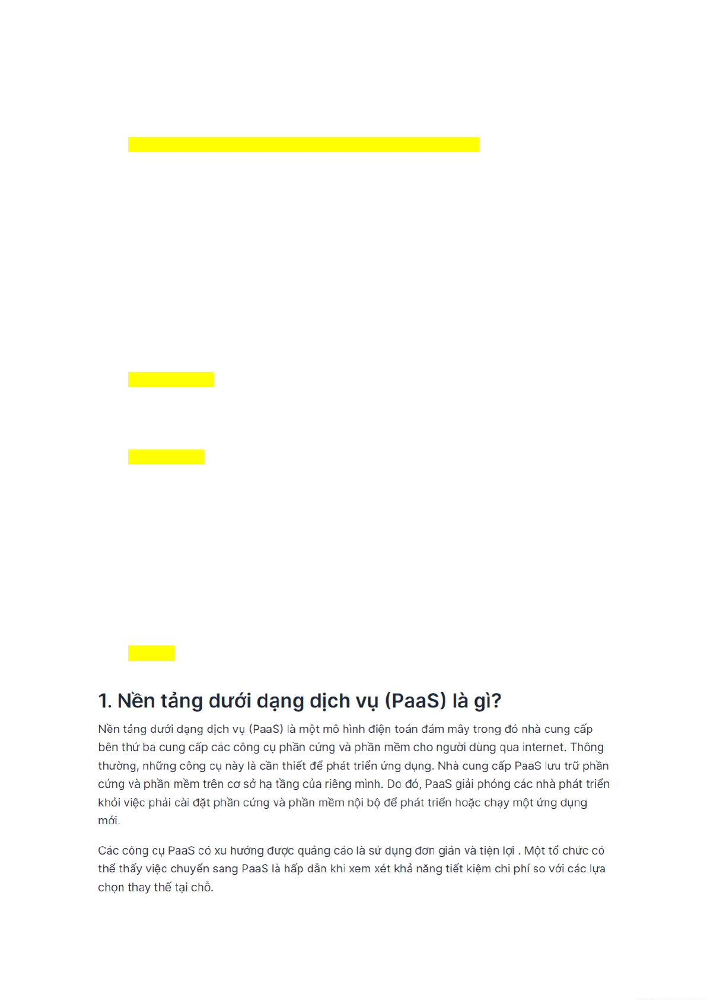 1. Nền tảng dưới dạng dịch vụ (PaaS) là gì?
Nền tảng dưới dạng dịch vụ (PaaS) là một mô hình điện toán đám mây trong đó nhà cung cấp
bên thứ ba cung cấp các công cụ phần cứng và phần mềm cho người dùng qua internet. Thông
thường, những công cụ này là cần thiết để phát triển ứng dụng. Nhà cung cấp PaaS lưu trữ phần
cứng và phần mềm trên cơ sở hạ tầng của riêng mình. Do đó, PaaS giải phóng các nhà phát triển
khỏi việc phải cài đặt phần cứng và phần mềm nội bộ để phát triển hoặc chạy một ứng dụng
mới.
Các công cụ PaaS có xu hướng được quảng cáo là sử dụng đơn giản và tiện lợi . Một tổ chức có
thể thấy việc chuyển sang PaaS là hấp dẫn khi xem xét khả năng tiết kiệm chi phí so với các lựa
chọn thay thế tại chỗ.